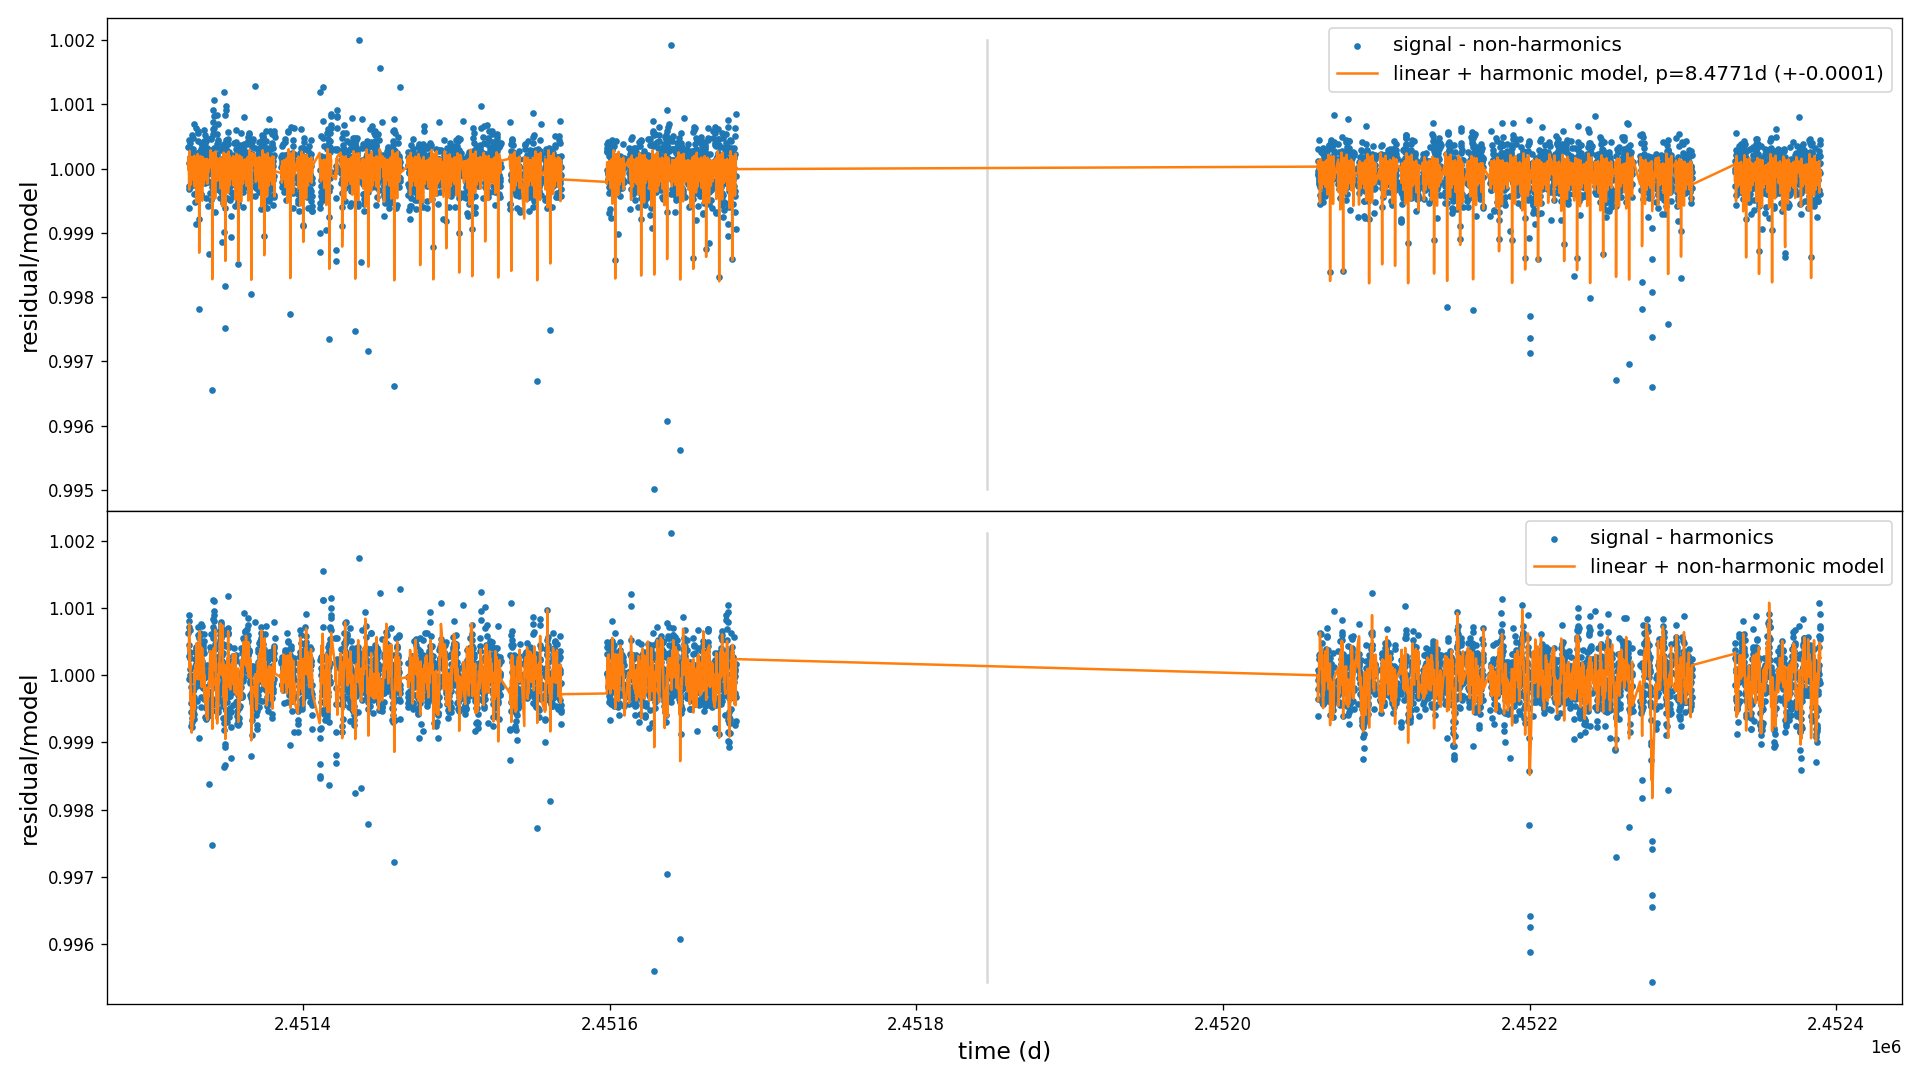 1.002
1.001
1.000
0.999
0.998
0.997
0.996
0.995
residual/model
signal - non-harmonics
linear + harmonic model, p=8.4771d (+-0.0001)
1.002
1.001
1.000
0.999
0.998
0.997
0.996
residual/model
signal - harmonics
linear + non-harmonic model
2.4514 2.4516 2.4518 2.4520 2.4522 2.4524
time (d)
1e6